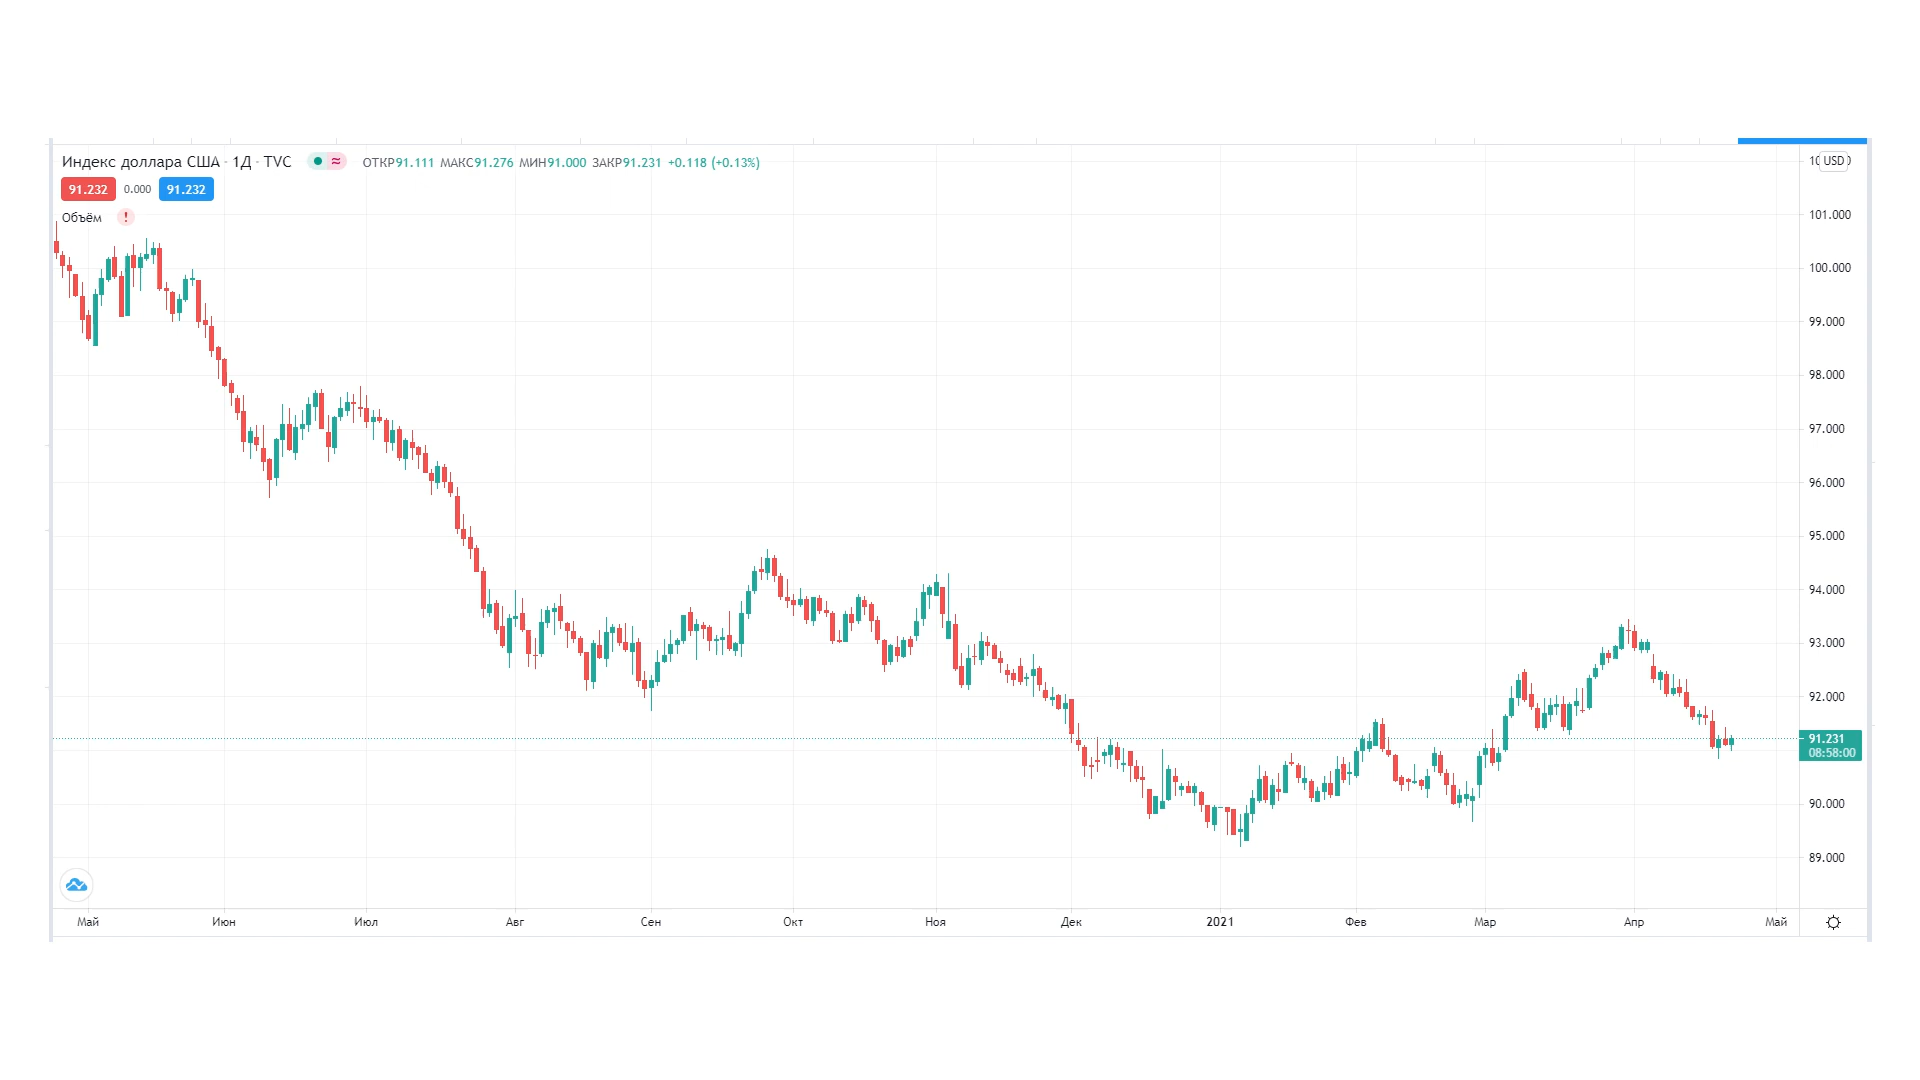 Индекс доллара США · 1Д · TVC ≈ ОТКР91.111 МАКС91.276 МИН91.000 ЗАКР91.231 +0.118 (+0.13%)
USD
91.232 0.000 91.232
Объём !
101.000
100.000
99.000
98.000
97.000
96.000
95.000
94.000
93.000
92.000
91.231
08:58:00
90.000
89.000
Май Июн Июл Авг Сен Окт Ноя Дек 2021 Фев Мар Апр Май